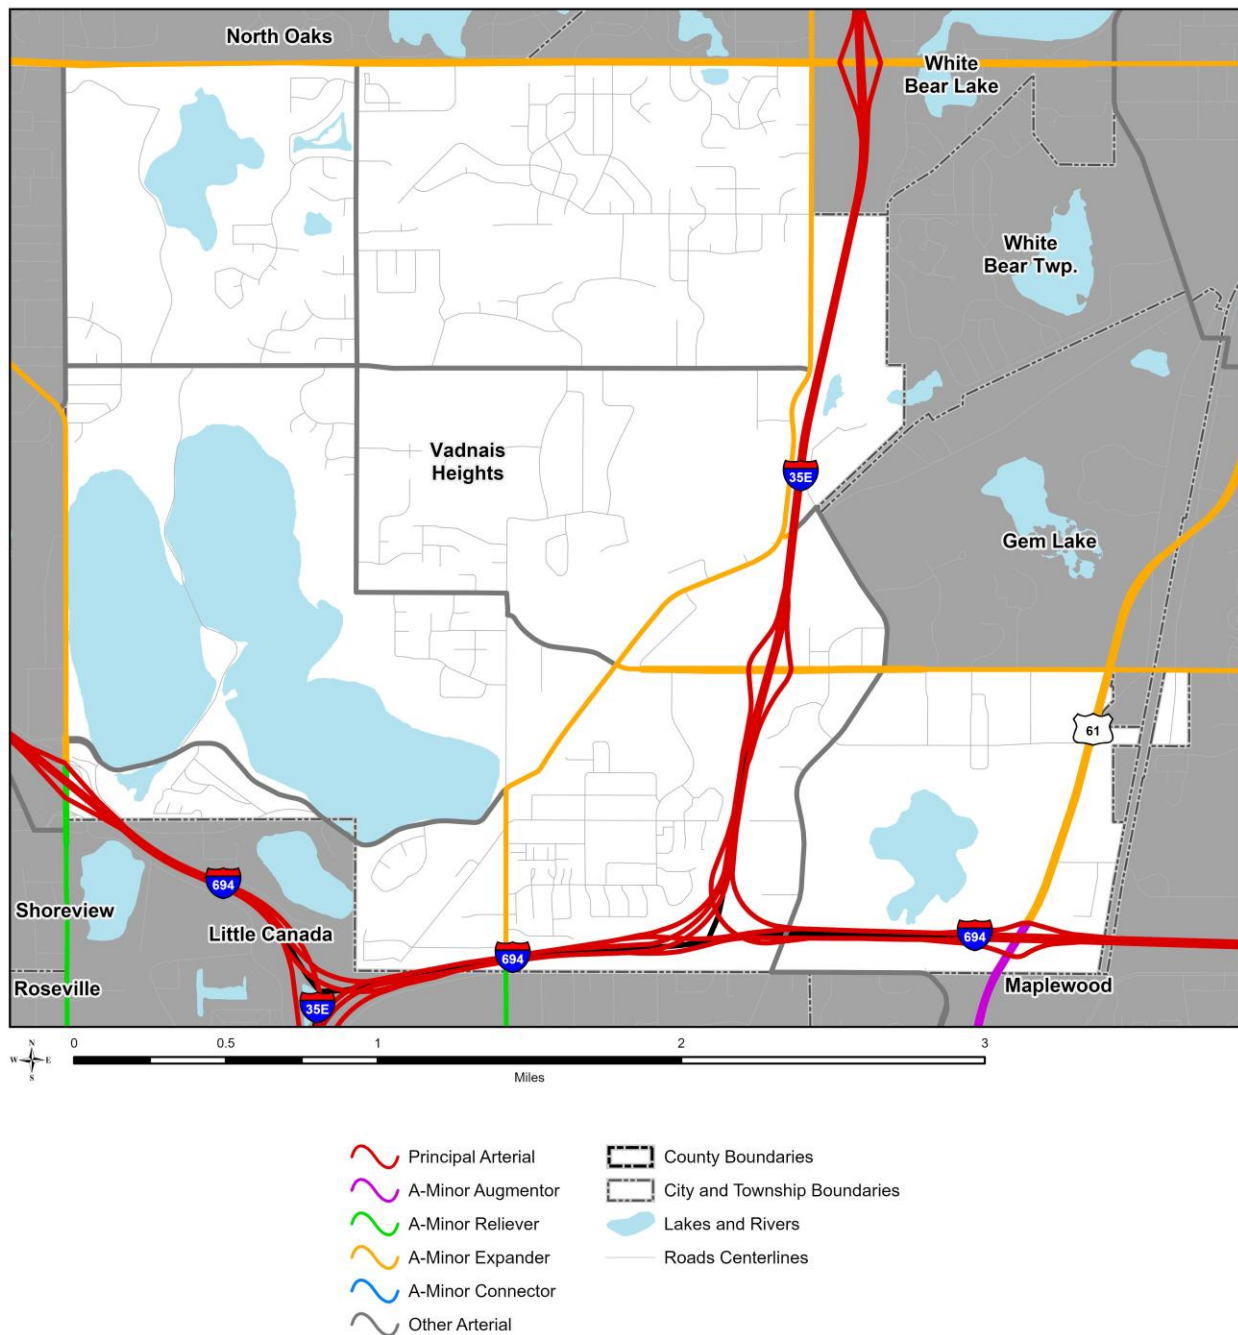 North Oaks
White
Bear Lake
White
Bear Twp.
Vadnais
Heights
35E
Gem Lake
61
694
Shoreview
Little Canada
694
694
Roseville
35E
Maplewood
N
W E
S
0 0.5 1 2 3
Miles
Principal Arterial
A-Minor Augmentor
A-Minor Reliever
A-Minor Expander
A-Minor Connector
Other Arterial
County Boundaries
City and Township Boundaries
Lakes and Rivers
Roads Centerlines